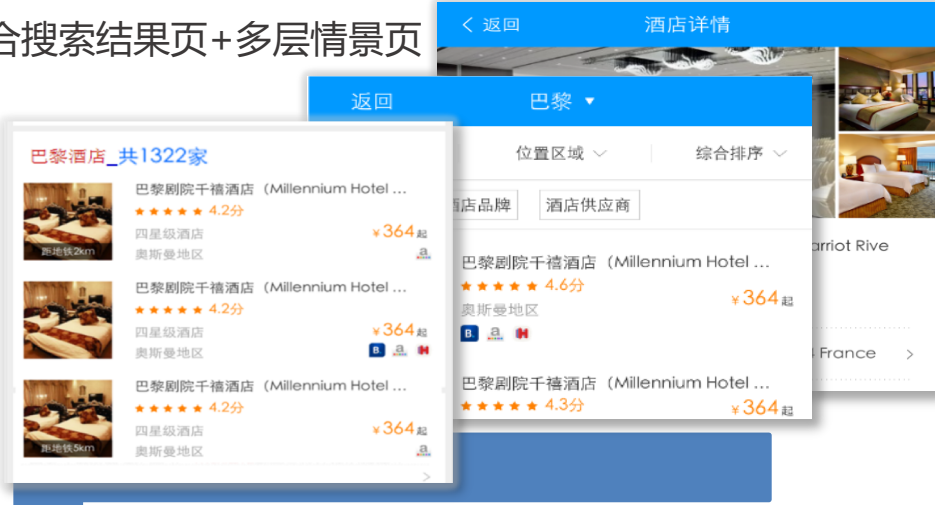 合搜索结果页+多层情景页
< 返回 酒店详情
返回 巴黎 ▼
位置区域 综合排序
酒店品牌 酒店供应商
巴黎剧院千禧酒店（Millennium Hotel ...
★★★★★ 4.6分
¥364起
奥斯曼地区
B. a H
巴黎剧院千禧酒店（Millennium Hotel ...
★★★★★ 4.3分
¥364起
arriot Rive
France >
巴黎酒店_共1322家
巴黎剧院千禧酒店（Millennium Hotel ...
★★★★★ 4.2分
四星级酒店 ¥364起
距地铁2km 奥斯曼地区 a
巴黎剧院千禧酒店（Millennium Hotel ...
★★★★★ 4.2分
四星级酒店 ¥364起
奥斯曼地区 B. a H
巴黎剧院千禧酒店（Millennium Hotel ...
★★★★★ 4.2分
四星级酒店 ¥364起
距地铁5km 奥斯曼地区 a
>